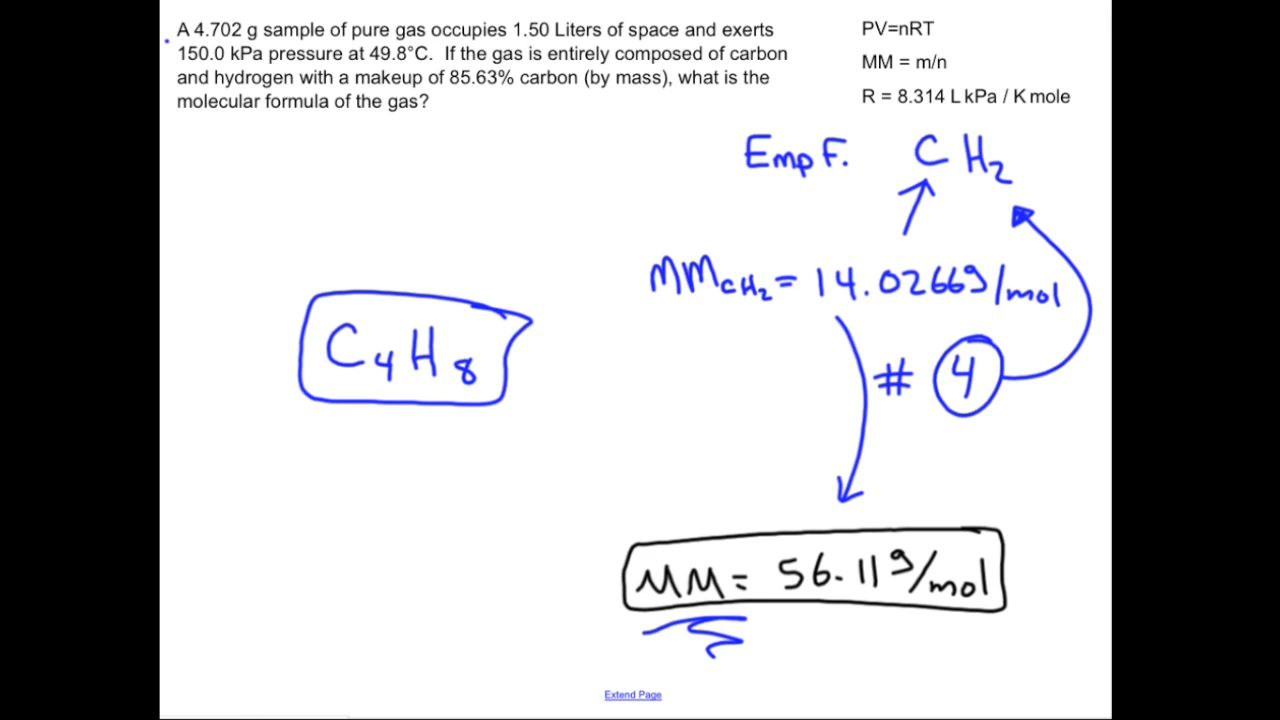 A 4.702 g sample of pure gas occupies 1.50 Liters of space and exerts
150.0 kPa pressure at 49.8°C. If the gas is entirely composed of carbon
and hydrogen with a makeup of 85.63% carbon (by mass), what is the
molecular formula of the gas?
PV=nRT
MM = m/n
R = 8.314 L kPa / K mole
Emp F. CH₂
MM CH₂ = 14.0266g/mol
# 4
C₄H₈
MM = 56.11g/mol
Extend Page